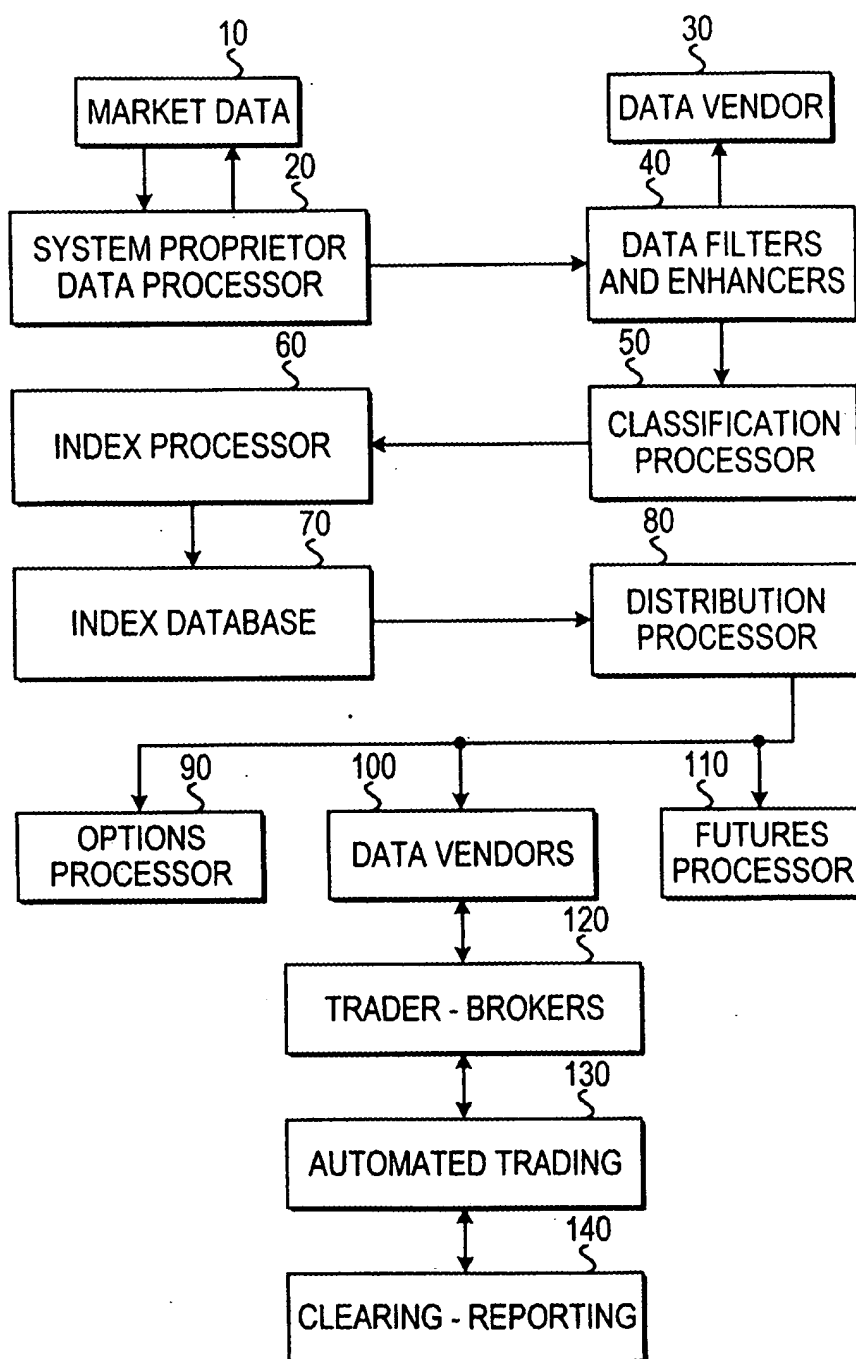 10
MARKET DATA
30
DATA VENDOR
20
SYSTEM PROPRIETOR
DATA PROCESSOR
40
DATA FILTERS
AND ENHANCERS
60
INDEX PROCESSOR
50
CLASSIFICATION
PROCESSOR
70
INDEX DATABASE
80
DISTRIBUTION
PROCESSOR
90
OPTIONS
PROCESSOR
100
DATA VENDORS
110
FUTURES
PROCESSOR
120
TRADER - BROKERS
130
AUTOMATED TRADING
140
CLEARING - REPORTING